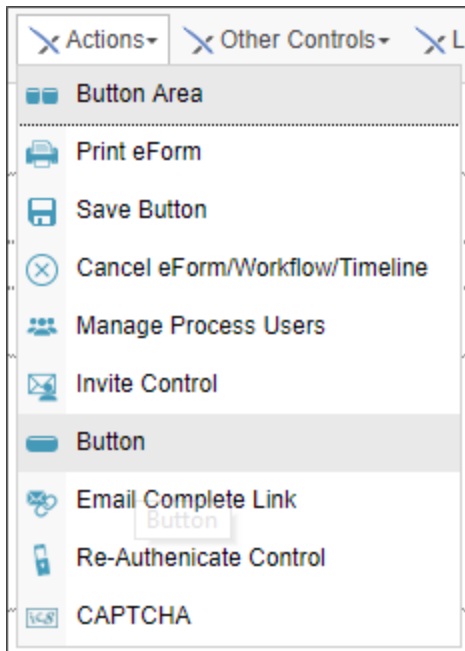 Actions Other Controls L
Button Area
Print eForm
Save Button
Cancel eForm/Workflow/Timeline
Manage Process Users
Invite Control
Button
Email Complete Link
Button
Re-Authenicate Control
CAPTCHA